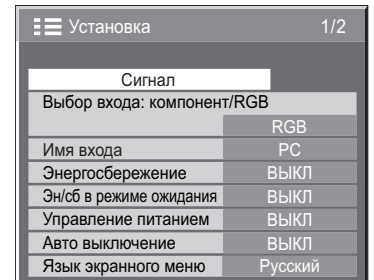 Установка 1/2
Сигнал
Выбор входа: компонент/RGB
RGB
Имя входа PC
Энергосбережение ВЫКЛ
Эн/сб в режиме ожидания ВЫКЛ
Управление питанием ВЫКЛ
Авто выключение ВЫКЛ
Язык экранного меню Русский